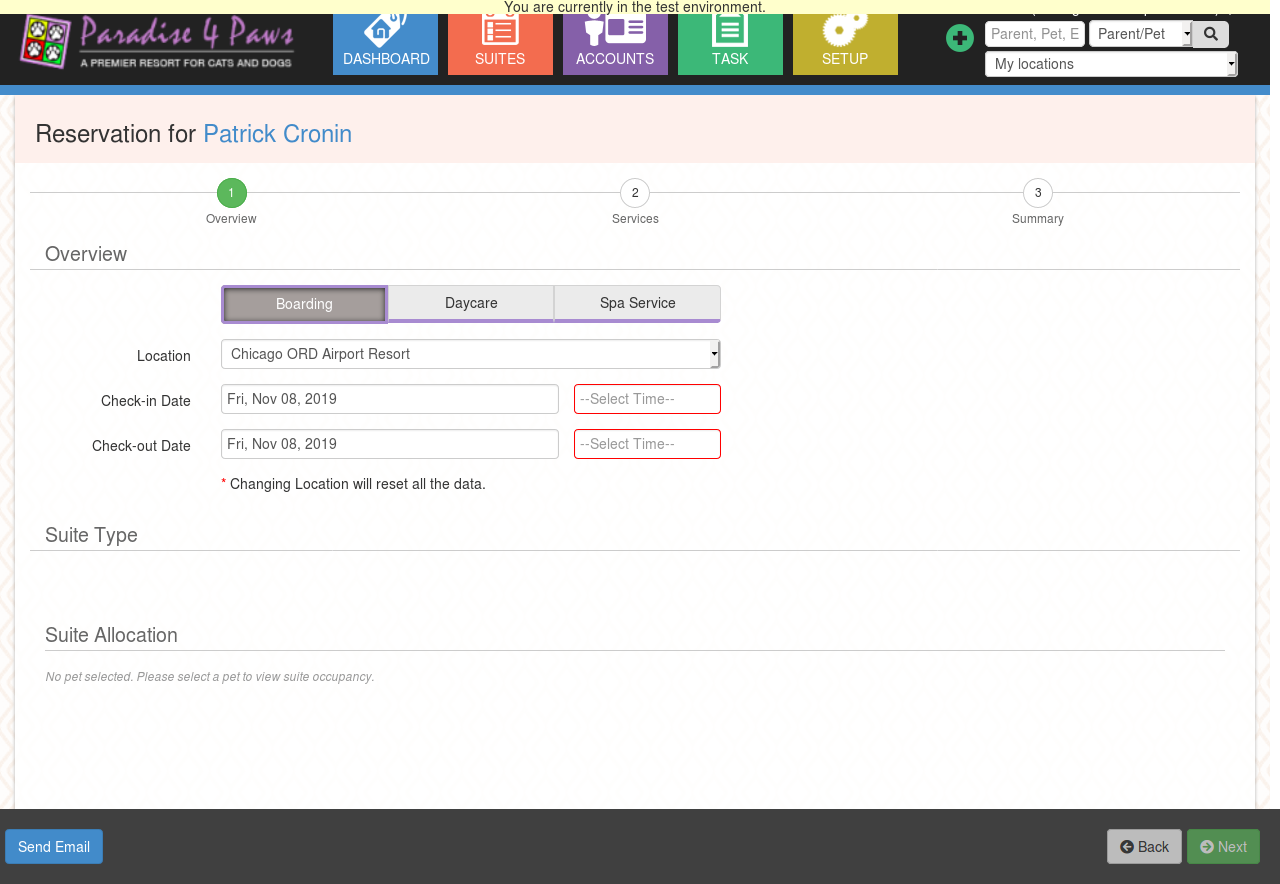 You are currently in the test environment.
Paradise 4 Paws
A PREMIER RESORT FOR CATS AND DOGS
DASHBOARD
SUITES
ACCOUNTS
TASK
SETUP
Parent, Pet, E
Parent/Pet
My locations
Reservation for Patrick Cronin
1
2
3
Overview
Services
Summary
Overview
Boarding
Daycare
Spa Service
Location
Chicago ORD Airport Resort
Check-in Date
Fri, Nov 08, 2019
--Select Time--
Check-out Date
Fri, Nov 08, 2019
--Select Time--
* Changing Location will reset all the data.
Suite Type
Suite Allocation
No pet selected. Please select a pet to view suite occupancy.
Send Email
Back
Next